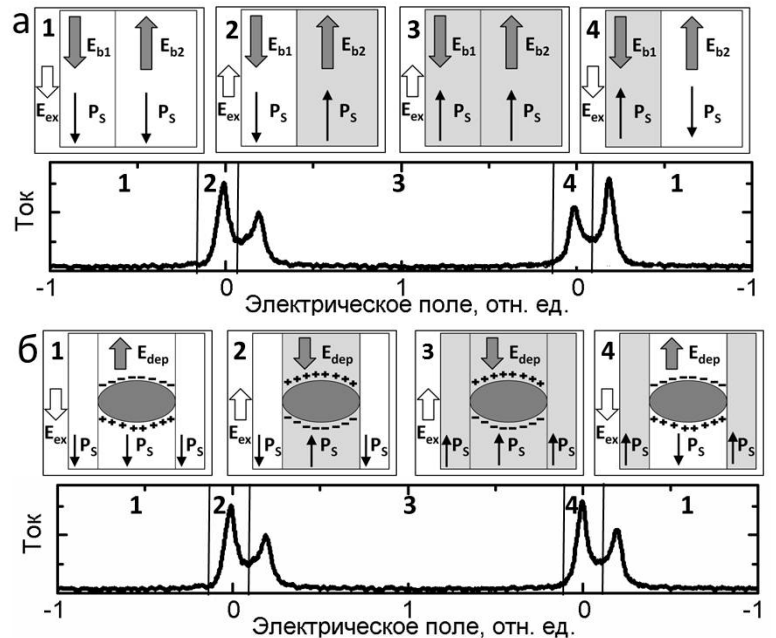 а
1 E_b1 E_b2 E_ex P_S P_S
2 E_b1 E_b2 E_ex P_S P_S
3 E_b1 E_b2 E_ex P_S P_S
4 E_b1 E_b2 E_ex P_S P_S
Ток
1 2 3 4 1
-1 0 1 0 -1
Электрическое поле, отн. ед.
б
1 E_dep E_ex P_S P_S P_S
2 E_dep E_ex P_S P_S P_S
3 E_dep E_ex P_S P_S P_S
4 E_dep E_ex P_S P_S P_S
Ток
1 2 3 4 1
-1 0 1 0 -1
Электрическое поле, отн. ед.